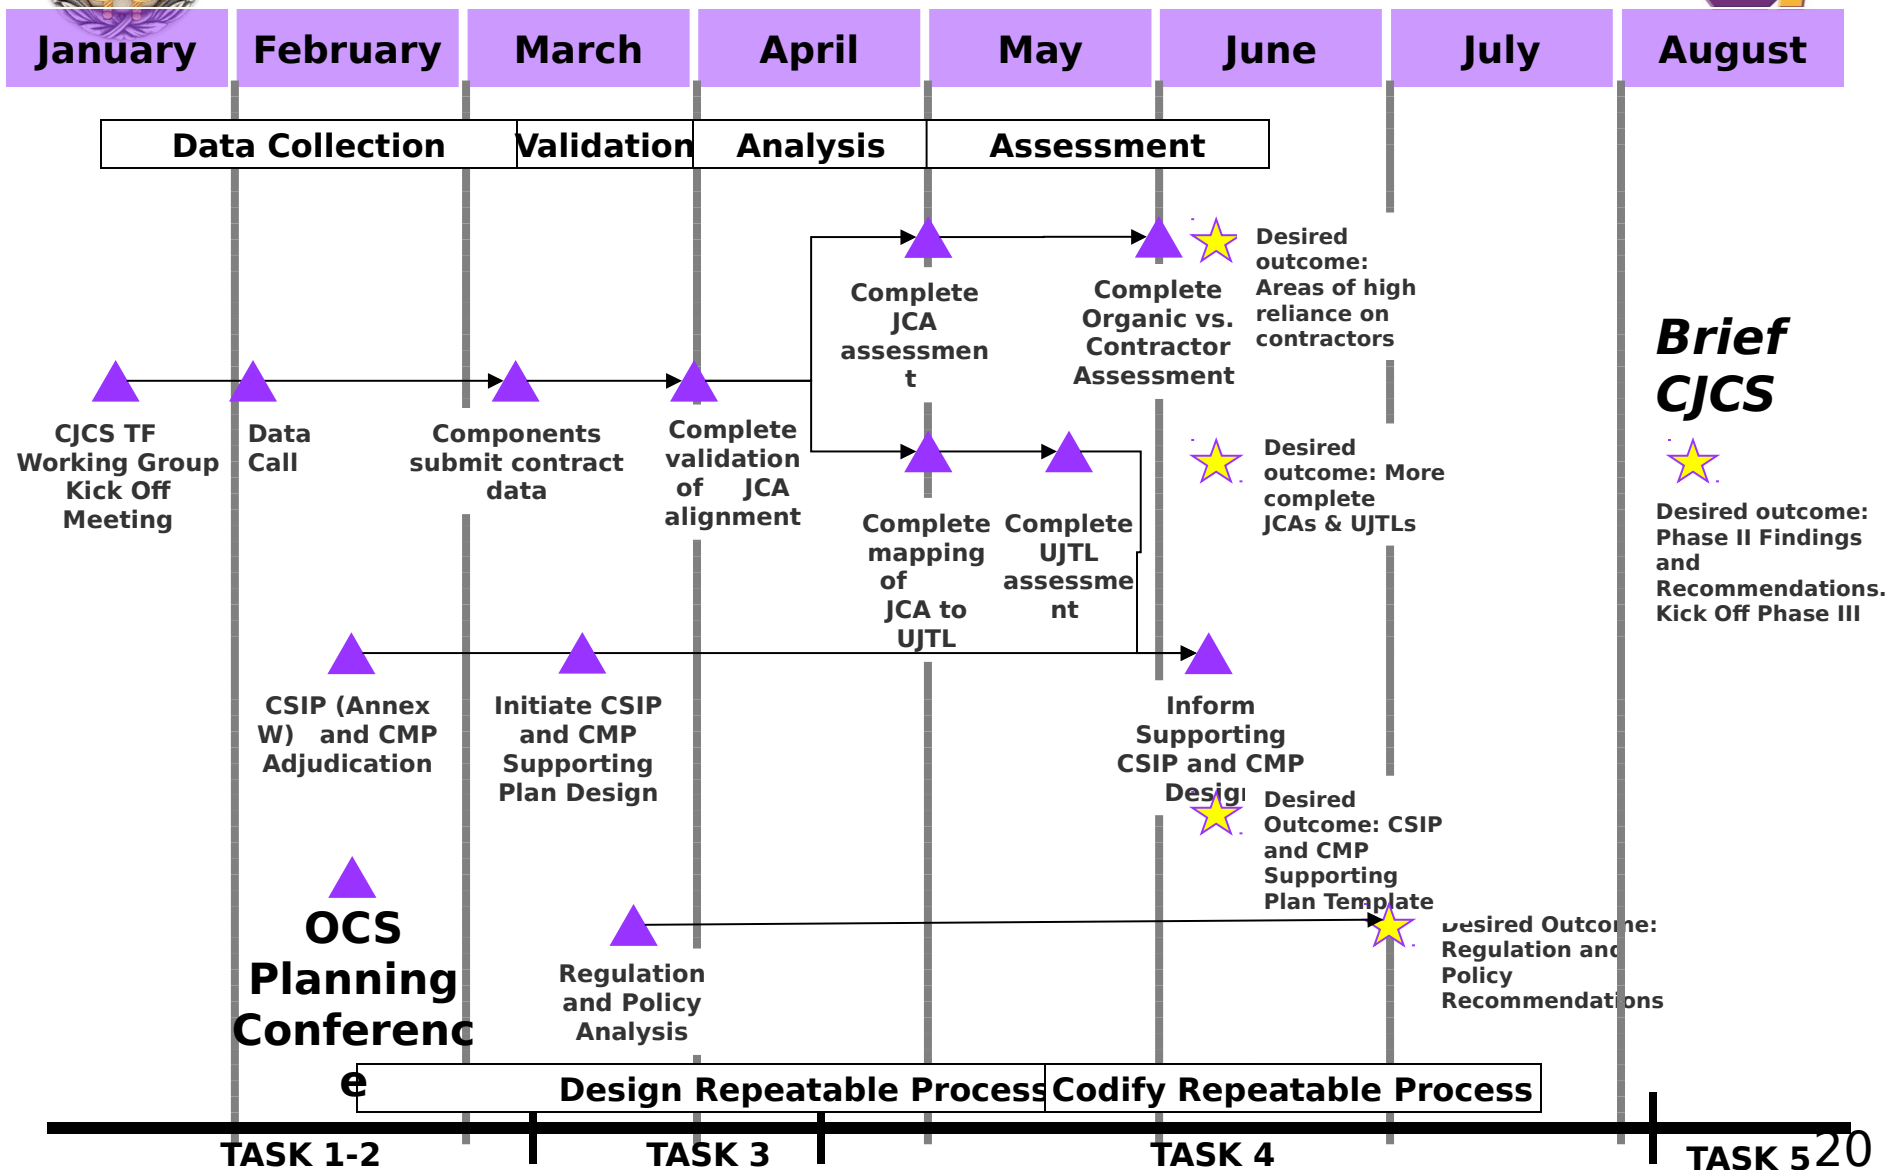 January
February
March
April
May
June
July
August
Data Collection
Validation
Analysis
Assessment
Desired
outcome:
Areas of high
reliance on
contractors
Complete
JCA
assessmen
t
Complete
Organic vs.
Contractor
Assessment
Brief
CJCS
CJCS TF
Working Group
Kick Off
Meeting
Data
Call
Components
submit contract
data
Complete
validation
of JCA
alignment
Desired
outcome: More
complete
JCAs & UJTLs
Complete
mapping
of
JCA to
UJTL
Complete
UJTL
assessme
nt
Desired outcome:
Phase II Findings
and
Recommendations.
Kick Off Phase III
CSIP (Annex
W) and CMP
Adjudication
Initiate CSIP
and CMP
Supporting
Plan Design
Inform
Supporting
CSIP and CMP
Design
Desired
Outcome: CSIP
and CMP
Supporting
Plan Template
OCS
Planning
Conferenc
e
Regulation
and Policy
Analysis
Desired Outcome:
Regulation and
Policy
Recommendations
Design Repeatable Process
Codify Repeatable Process
TASK 1-2
TASK 3
TASK 4
TASK 5
20